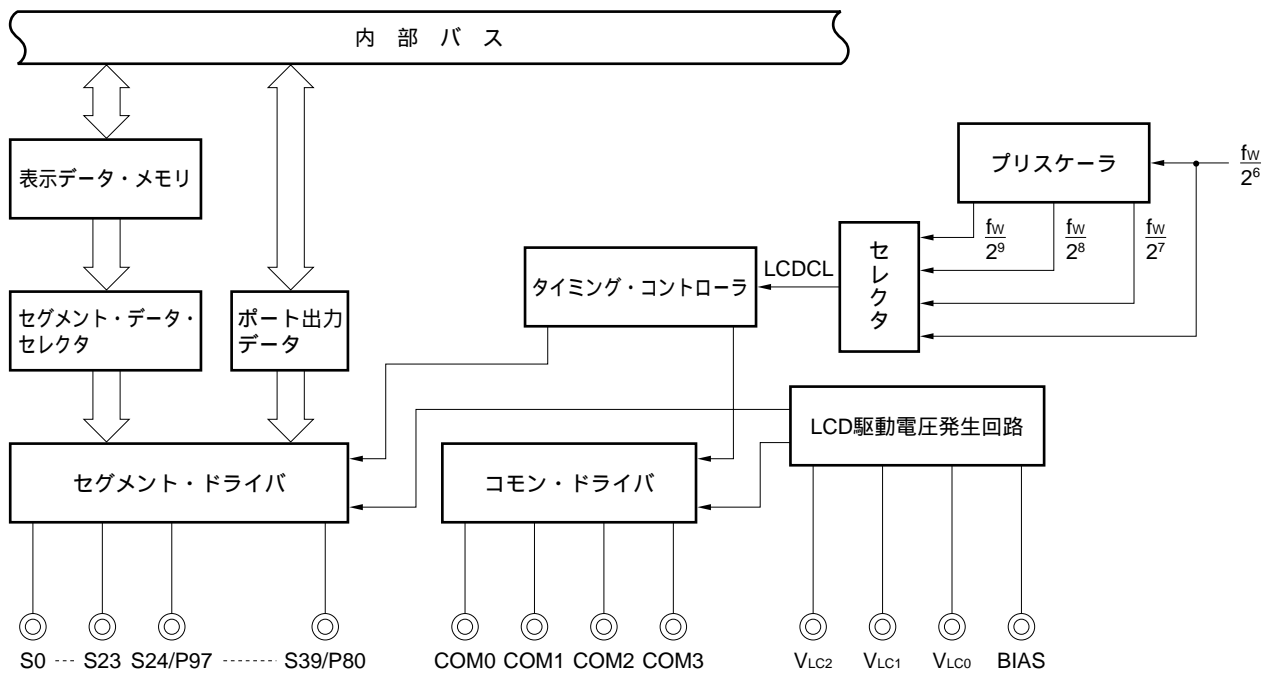 内 部 バ ス
表示データ・メモリ
プリスケーラ
fW
2⁶
fW
2⁹
fW
2⁸
fW
2⁷
セレクタ
LCDCL
タイミング・コントローラ
セグメント・データ・
セレクタ
ポート出力
データ
LCD駆動電圧発生回路
セグメント・ドライバ
コモン・ドライバ
S0 ---- S23 S24/P97 ------- S39/P80
COM0 COM1 COM2 COM3
VLC2 VLC1 VLC0 BIAS